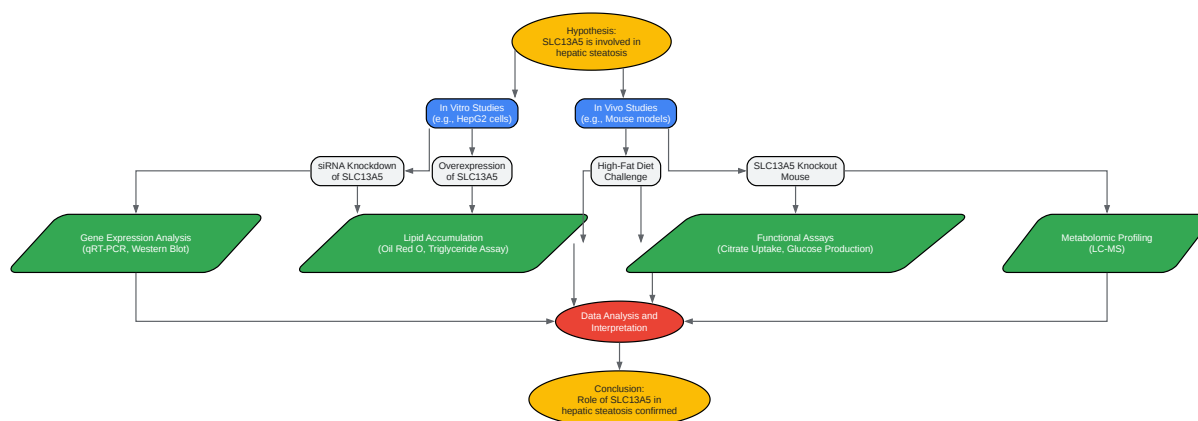 Hypothesis:
SLC13A5 is involved in
hepatic steatosis
In Vitro Studies
(e.g., HepG2 cells)
In Vivo Studies
(e.g., Mouse models)
siRNA Knockdown
of SLC13A5
Overexpression
of SLC13A5
High-Fat Diet
Challenge
SLC13A5 Knockout
Mouse
Gene Expression Analysis
(qRT-PCR, Western Blot)
Lipid Accumulation
(Oil Red O, Triglyceride Assay)
Functional Assays
(Citrate Uptake, Glucose Production)
Metabolomic Profiling
(LC-MS)
Data Analysis and
Interpretation
Conclusion:
Role of SLC13A5 in
hepatic steatosis confirmed